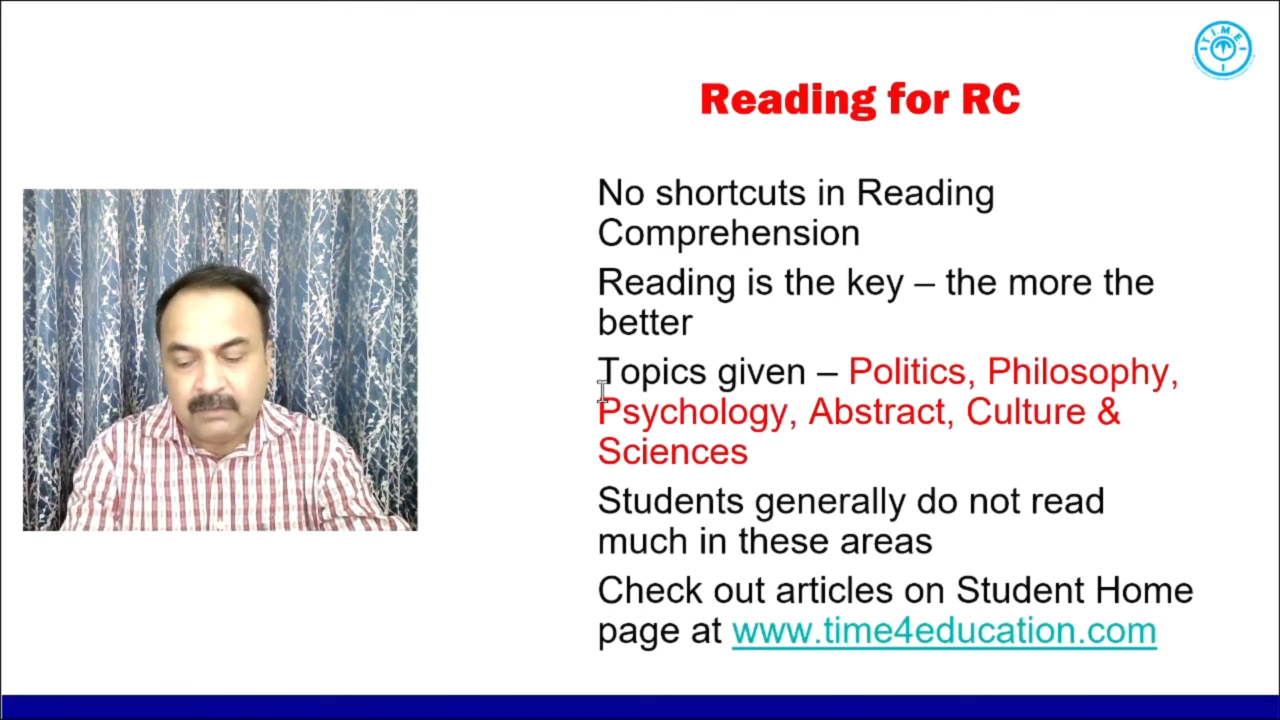 T.I.M.E.
Reading for RC
No shortcuts in Reading
Comprehension
Reading is the key – the more the
better
Topics given – Politics, Philosophy,
Psychology, Abstract, Culture &
Sciences
Students generally do not read
much in these areas
Check out articles on Student Home
page at www.time4education.com